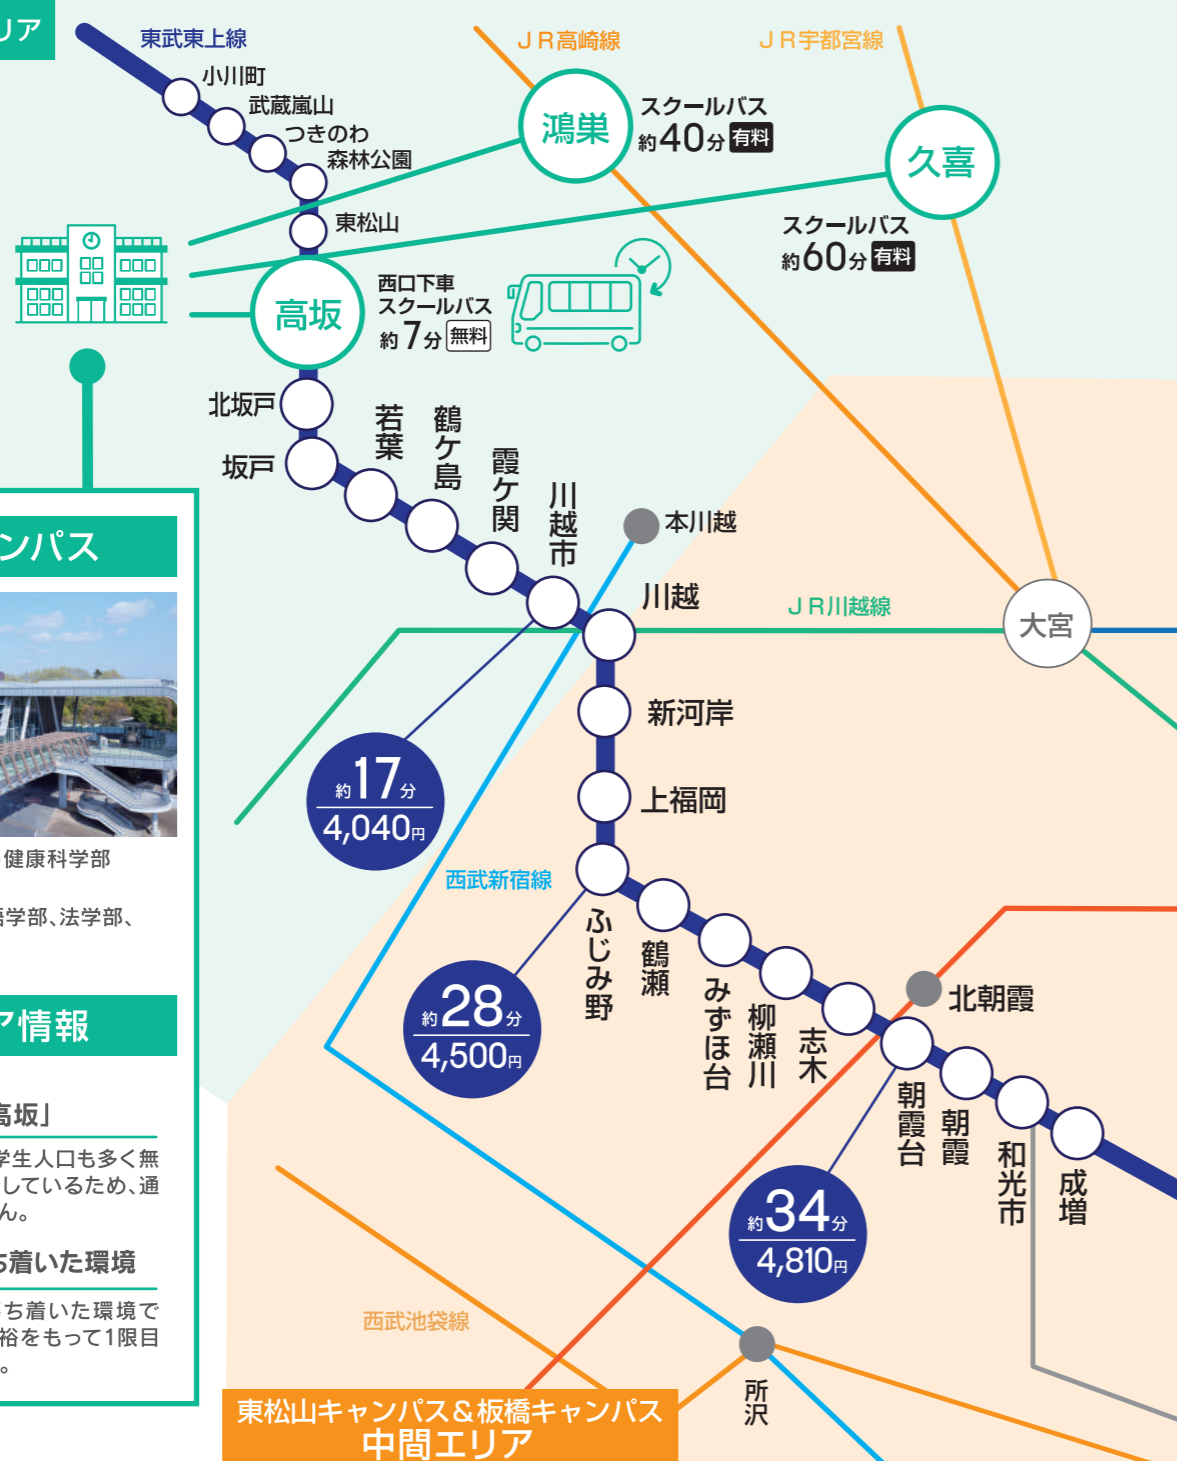 リア
東武東上線
小川町
武蔵嵐山
つきのわ
森林公園
東松山
ＪＲ高崎線
鴻巣
スクールバス
約40分 有料
ＪＲ宇都宮線
久喜
スクールバス
約60分 有料
高坂
西口下車
スクールバス
約7分 無料
北坂戸
坂戸
若葉
鶴ケ島
霞ケ関
川越市
本川越
川越
ＪＲ川越線
大宮
新河岸
上福岡
約17分
4,040円
西武新宿線
ふじみ野
鶴瀬
みずほ台
柳瀬川
志木
約28分
4,500円
北朝霞
朝霞台
朝霞
和光市
成増
約34分
4,810円
西武池袋線
所沢
東松山キャンパス＆板橋キャンパス
中間エリア
ンパス
健康科学部
語学部、法学部、
ア情報
高坂」
学生人口も多く無
しているため、通
ん。
ち着いた環境
ち着いた環境で
裕をもって1限目
。